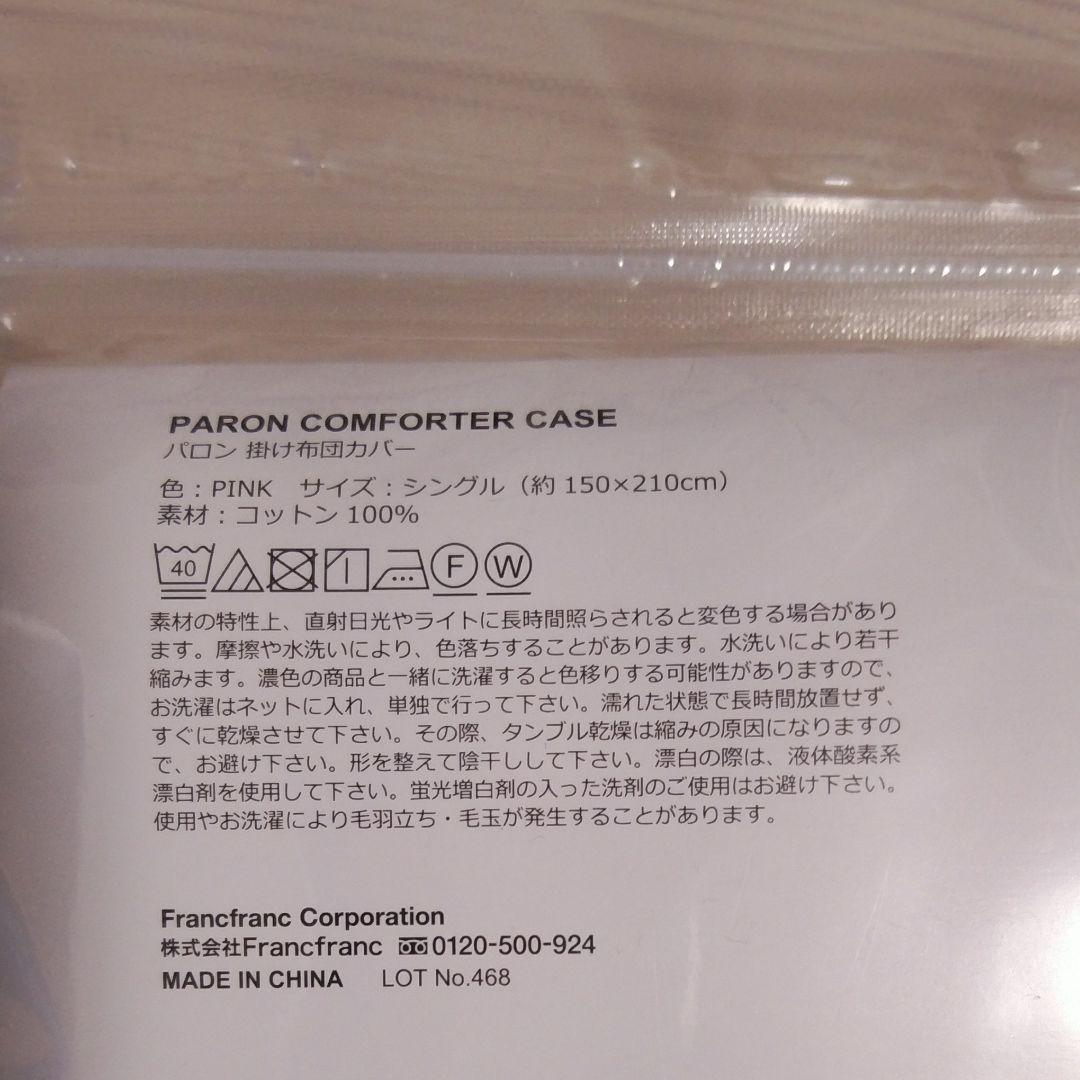 PARON COMFORTER CASE
パロン 掛け布団カバー
色：PINK　サイズ：シングル（約 150×210cm）
素材：コットン 100%
40 F W
素材の特性上、直射日光やライトに長時間照らされると変色する場合があり
ます。摩擦や水洗いにより、色落ちすることがあります。水洗いにより若干
縮みます。濃色の商品と一緒に洗濯すると色移りする可能性がありますので、
お洗濯はネットに入れ、単独で行って下さい。濡れた状態で長時間放置せず、
すぐに乾燥させて下さい。その際、タンブル乾燥は縮みの原因になりますの
で、お避け下さい。形を整えて陰干しして下さい。漂白の際は、液体酸素系
漂白剤を使用して下さい。蛍光増白剤の入った洗剤のご使用はお避け下さい。
使用やお洗濯により毛羽立ち・毛玉が発生することがあります。
Francfranc Corporation
株式会社Francfranc 0120-500-924
MADE IN CHINA LOT No.468